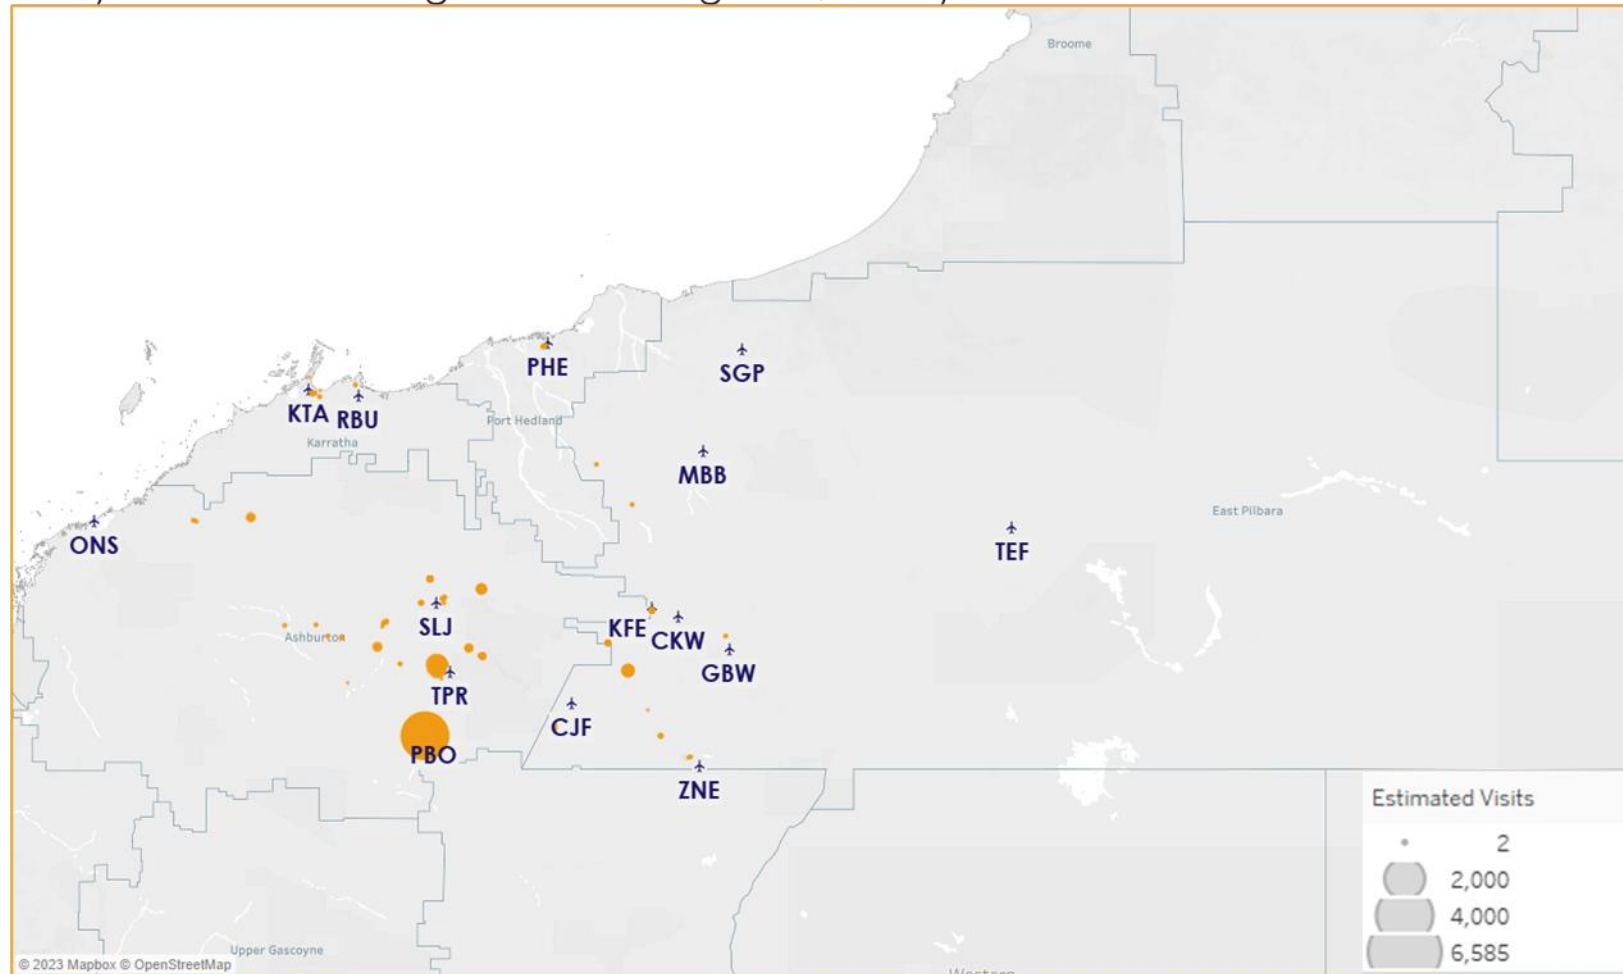 Broome
PHE
SGP
KTA
RBU
Port Hedland
Karratha
MBB
East Pilbara
ONS
TEF
SLJ
KFE
CKW
Ashburton
GBW
TPR
CJF
PBO
ZNE
Estimated Visits
2
2,000
4,000
6,585
Upper Gascoyne
© 2023 Mapbox © OpenStreetMap